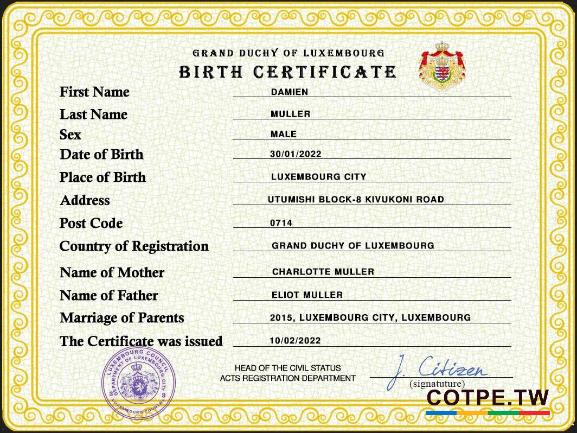 GRAND DUCHY OF LUXEMBOURG
BIRTH CERTIFICATE
First Name DAMIEN
Last Name MULLER
Sex MALE
Date of Birth 30/01/2022
Place of Birth LUXEMBOURG CITY
Address UTUMISHI BLOCK-8 KIVUKONI ROAD
Post Code 0714
Country of Registration GRAND DUCHY OF LUXEMBOURG
Name of Mother CHARLOTTE MULLER
Name of Father ELIOT MULLER
Marriage of Parents 2015, LUXEMBOURG CITY, LUXEMBOURG
The Certificate was issued 10/02/2022
LUXEMBOURG COUNCIL
HEAD OF THE CIVIL STATUS
ACTS REGISTRATION DEPARTMENT
J. Citizen
(signatuture)
COTPE.TW